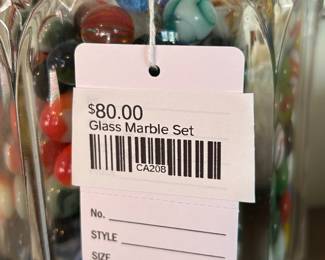 $80.00
Glass Marble Set
CA208
No.
STYLE
SIZE